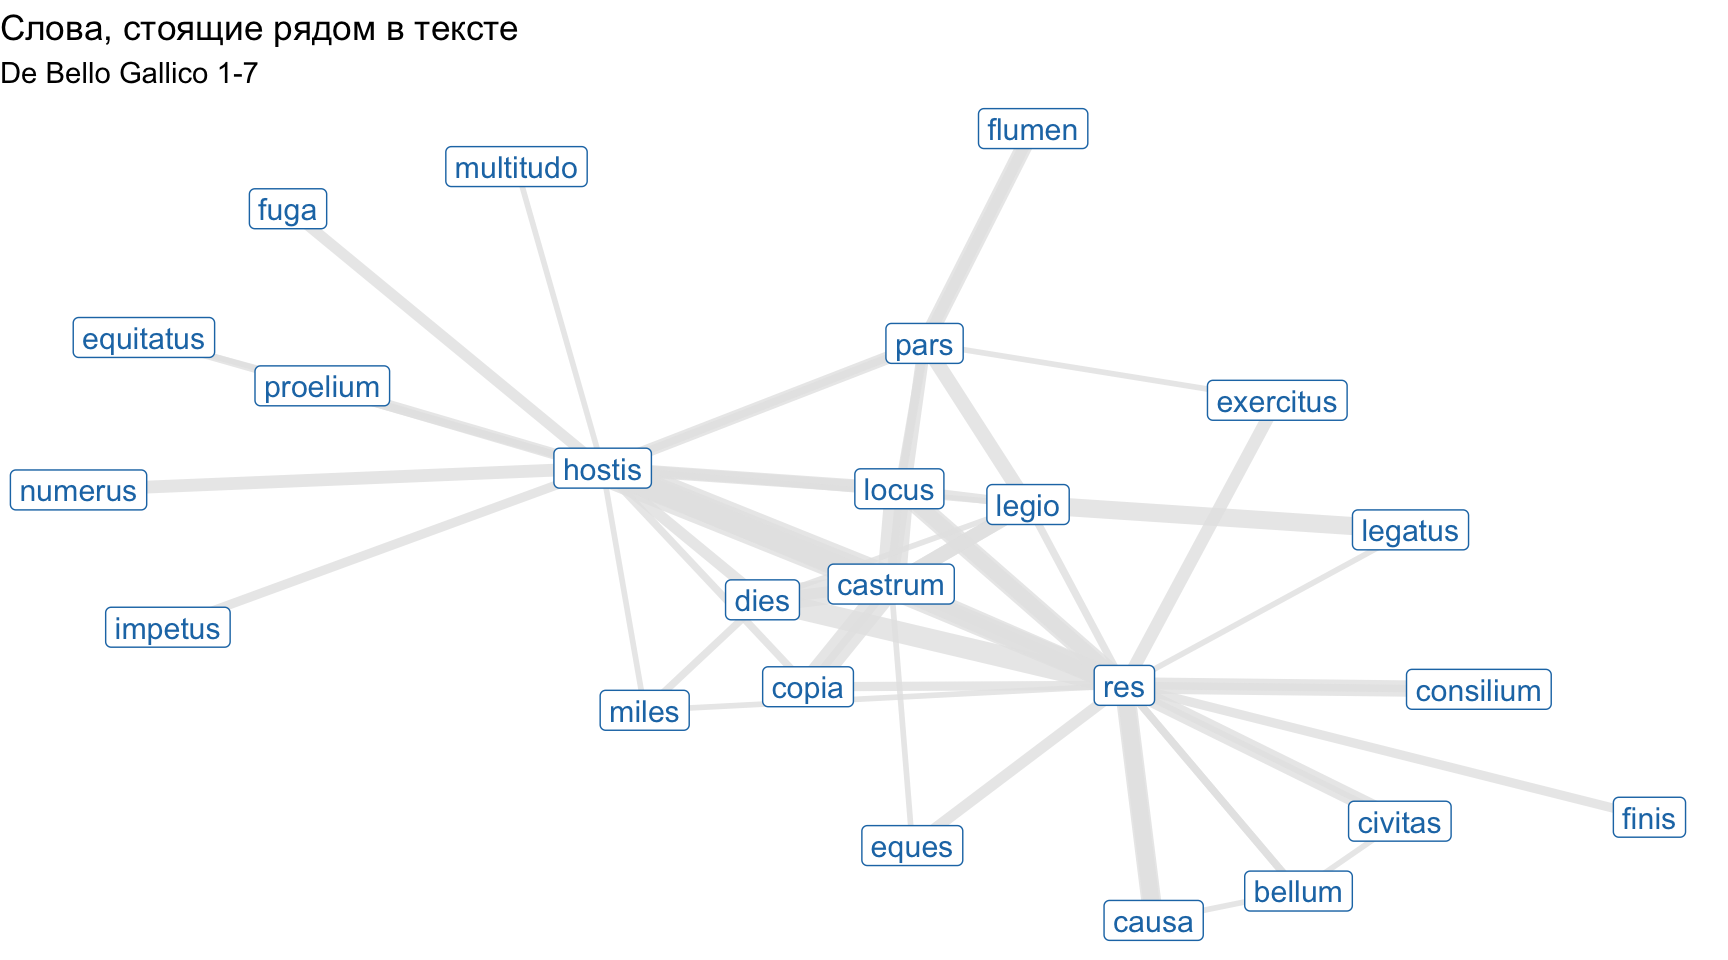 Слова, стоящие рядом в тексте
De Bello Gallico 1-7
flumen
multitudo
fuga
equitatus
pars
proelium
exercitus
hostis
numerus
locus
legio
legatus
castrum
dies
impetus
copia
res
consilium
miles
finis
civitas
eques
bellum
causa